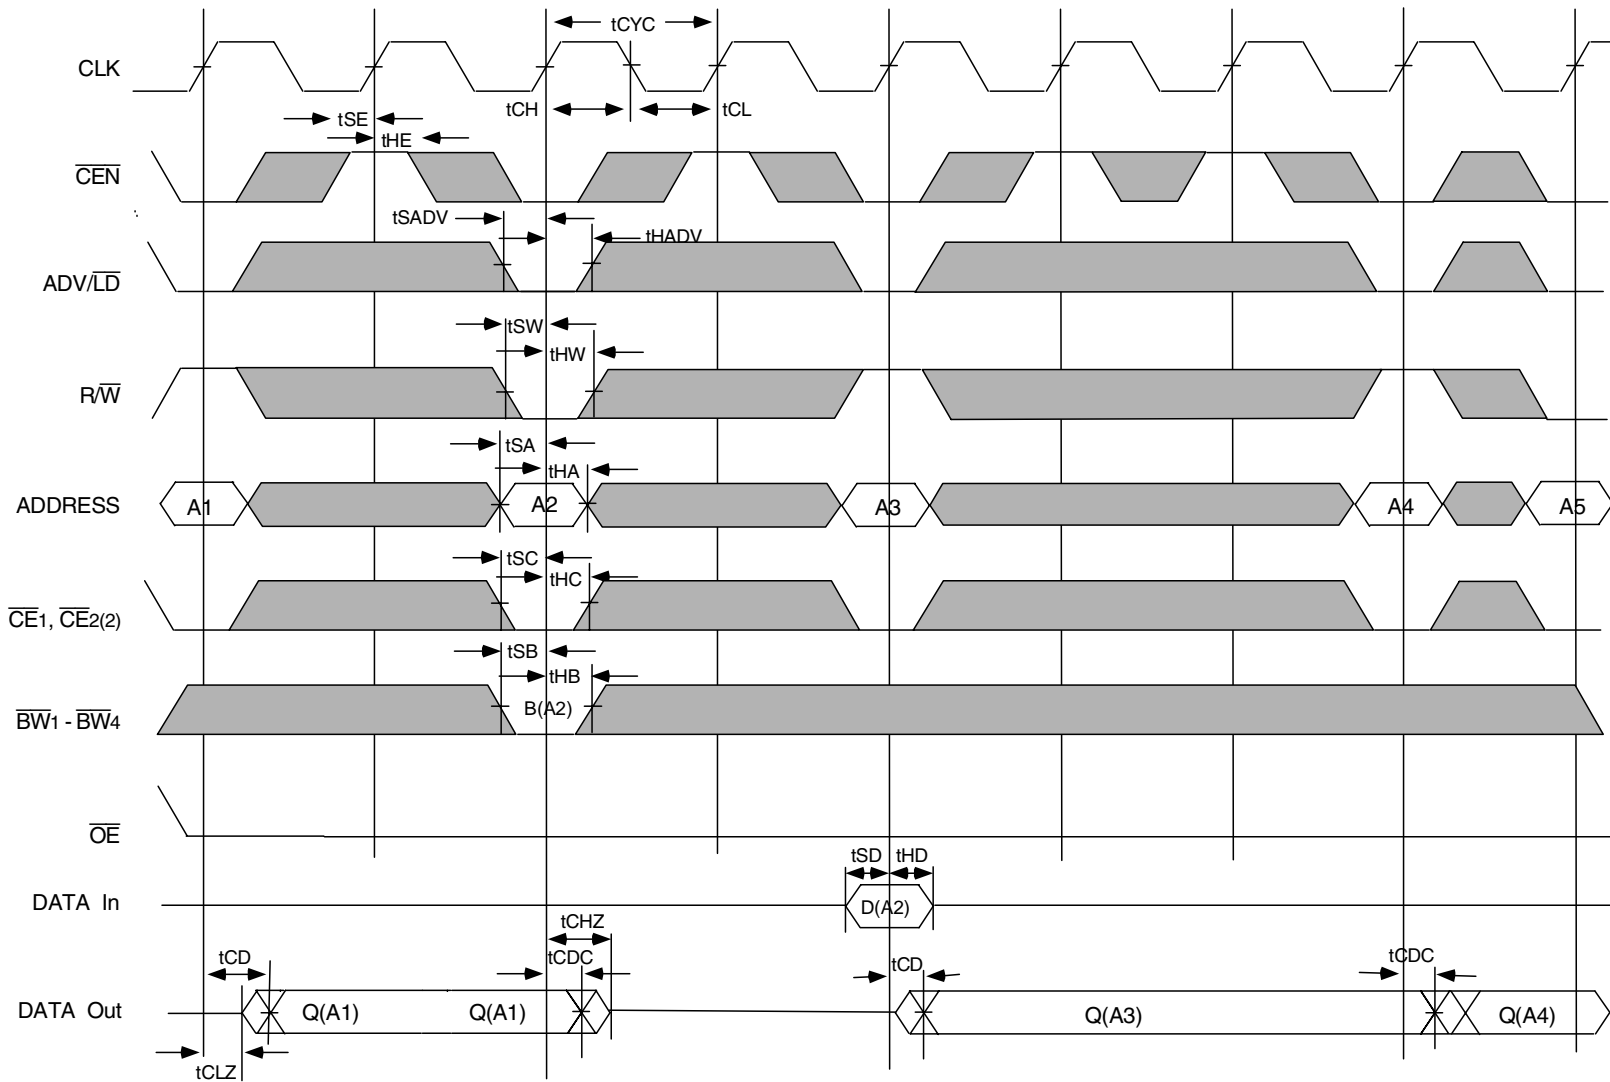 tCYC
CLK
tCH
tCL
tSE
tHE
CEN
tSADV
tHADV
ADV/LD
tSW
tHW
R/W
tSA
tHA
ADDRESS
A1
A2
A3
A4
A5
tSC
tHC
CE1, CE2(2)
tSB
tHB
BW1 - BW4
B(A2)
OE
tSD
tHD
DATA In
D(A2)
tCHZ
tCD
tCDC
tCD
tCDC
DATA Out
Q(A1)
Q(A1)
Q(A3)
Q(A4)
tCLZ